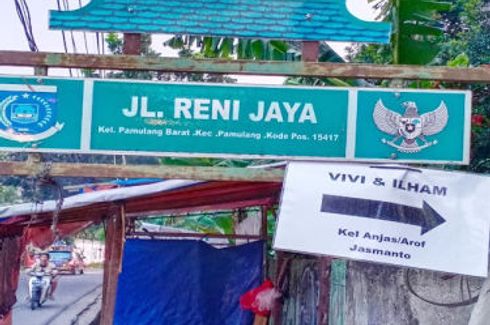 JL. RENI JAYA
Kel. Pamulang Barat .Kec .Pamulang .Kode Pos. 15417
VIVI & ILHAM
Kel Anjas/Arof
Jasmanto